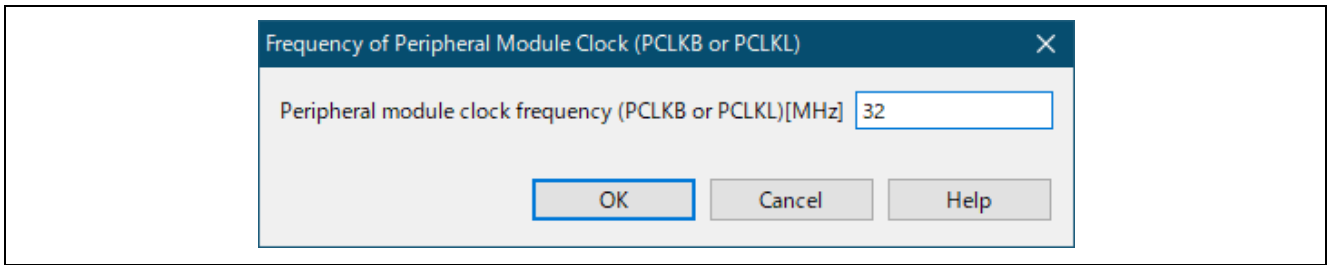 Frequency of Peripheral Module Clock (PCLKB or PCLKL)
Peripheral module clock frequency (PCLKB or PCLKL)[MHz] 32
OK Cancel Help